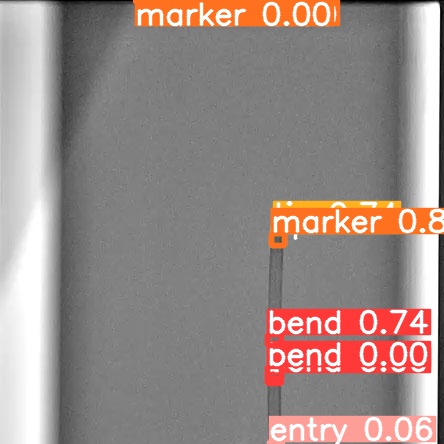 marker 0.00
marker 0.8
bend 0.74
bend 0.00
entry 0.06